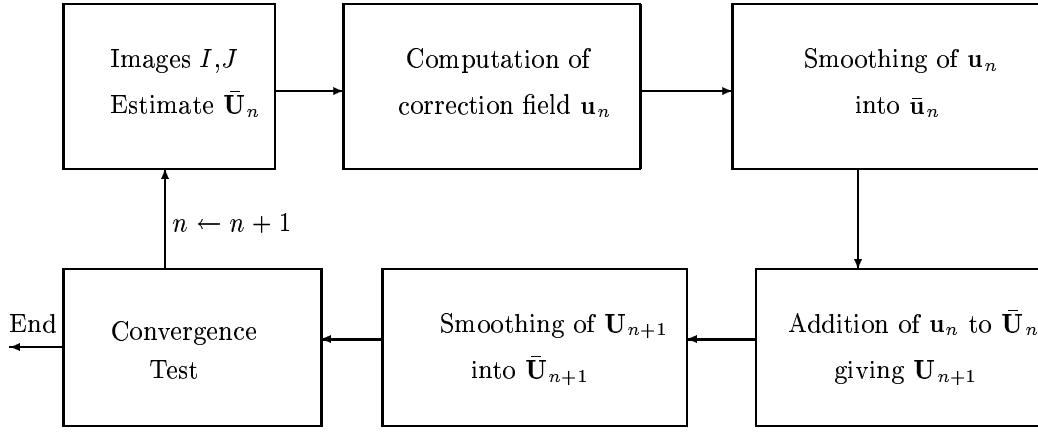 Images I,J
Estimate Ū_n
Computation of
correction field u_n
Smoothing of u_n
into ū_n
n ← n + 1
End
Convergence
Test
Smoothing of U_{n+1}
into Ū_{n+1}
Addition of u_n to Ū_n
giving U_{n+1}